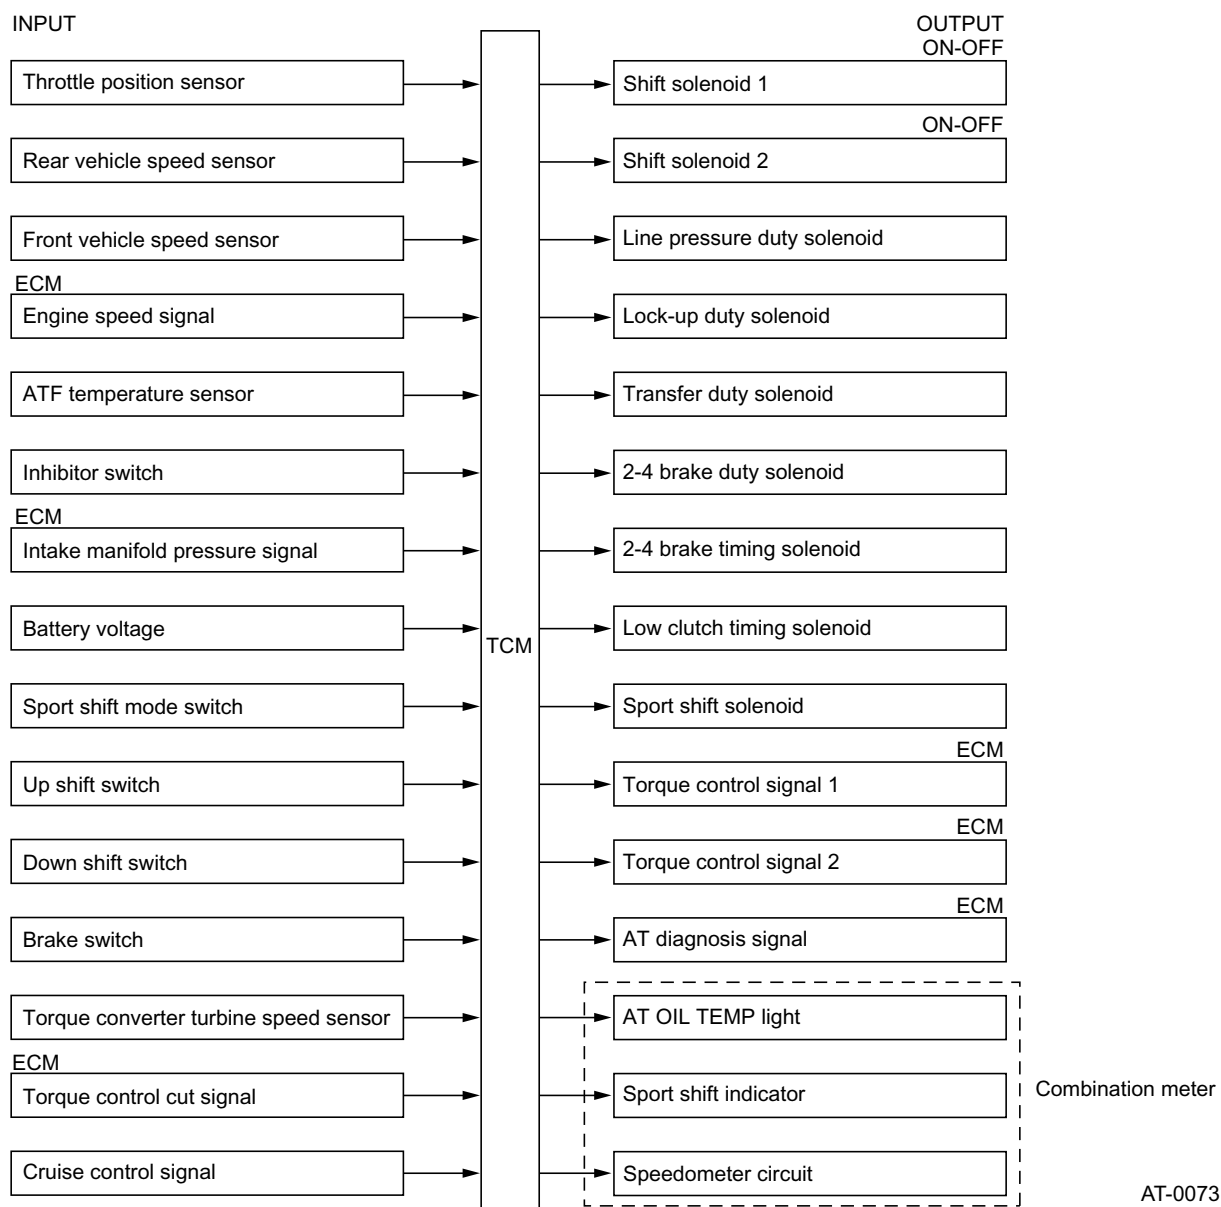 INPUT
OUTPUT
ON-OFF
Throttle position sensor
Shift solenoid 1
ON-OFF
Rear vehicle speed sensor
Shift solenoid 2
Front vehicle speed sensor
Line pressure duty solenoid
ECM
Engine speed signal
Lock-up duty solenoid
ATF temperature sensor
Transfer duty solenoid
Inhibitor switch
2-4 brake duty solenoid
ECM
Intake manifold pressure signal
2-4 brake timing solenoid
Battery voltage
TCM
Low clutch timing solenoid
Sport shift mode switch
Sport shift solenoid
ECM
Up shift switch
Torque control signal 1
ECM
Down shift switch
Torque control signal 2
ECM
Brake switch
AT diagnosis signal
Torque converter turbine speed sensor
AT OIL TEMP light
ECM
Torque control cut signal
Sport shift indicator
Combination meter
Cruise control signal
Speedometer circuit
AT-0073